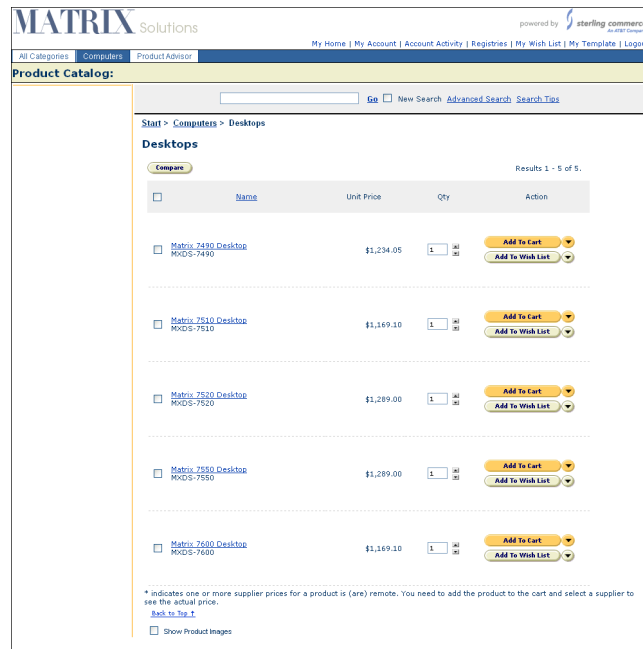 MATRIX Solutions
powered by sterling commerce
An AT&T Company
My Home | My Account | Account Activity | Registries | My Wish List | My Template | Logou
All Categories Computers Product Advisor
Product Catalog:
Go New Search Advanced Search Search Tips
Start > Computers > Desktops
Desktops
Compare Results 1 - 5 of 5.
Name Unit Price Qty Action
Matrix 7490 Desktop
MXDS-7490
$1,234.05 1
Add To Cart
Add To Wish List
Matrix 7510 Desktop
MXDS-7510
$1,169.10 1
Add To Cart
Add To Wish List
Matrix 7520 Desktop
MXDS-7520
$1,289.00 1
Add To Cart
Add To Wish List
Matrix 7550 Desktop
MXDS-7550
$1,289.00 1
Add To Cart
Add To Wish List
Matrix 7600 Desktop
MXDS-7600
$1,169.10 1
Add To Cart
Add To Wish List
* indicates one or more supplier prices for a product is (are) remote. You need to add the product to the cart and select a supplier to
see the actual price.
Back to Top ↑
Show Product Images